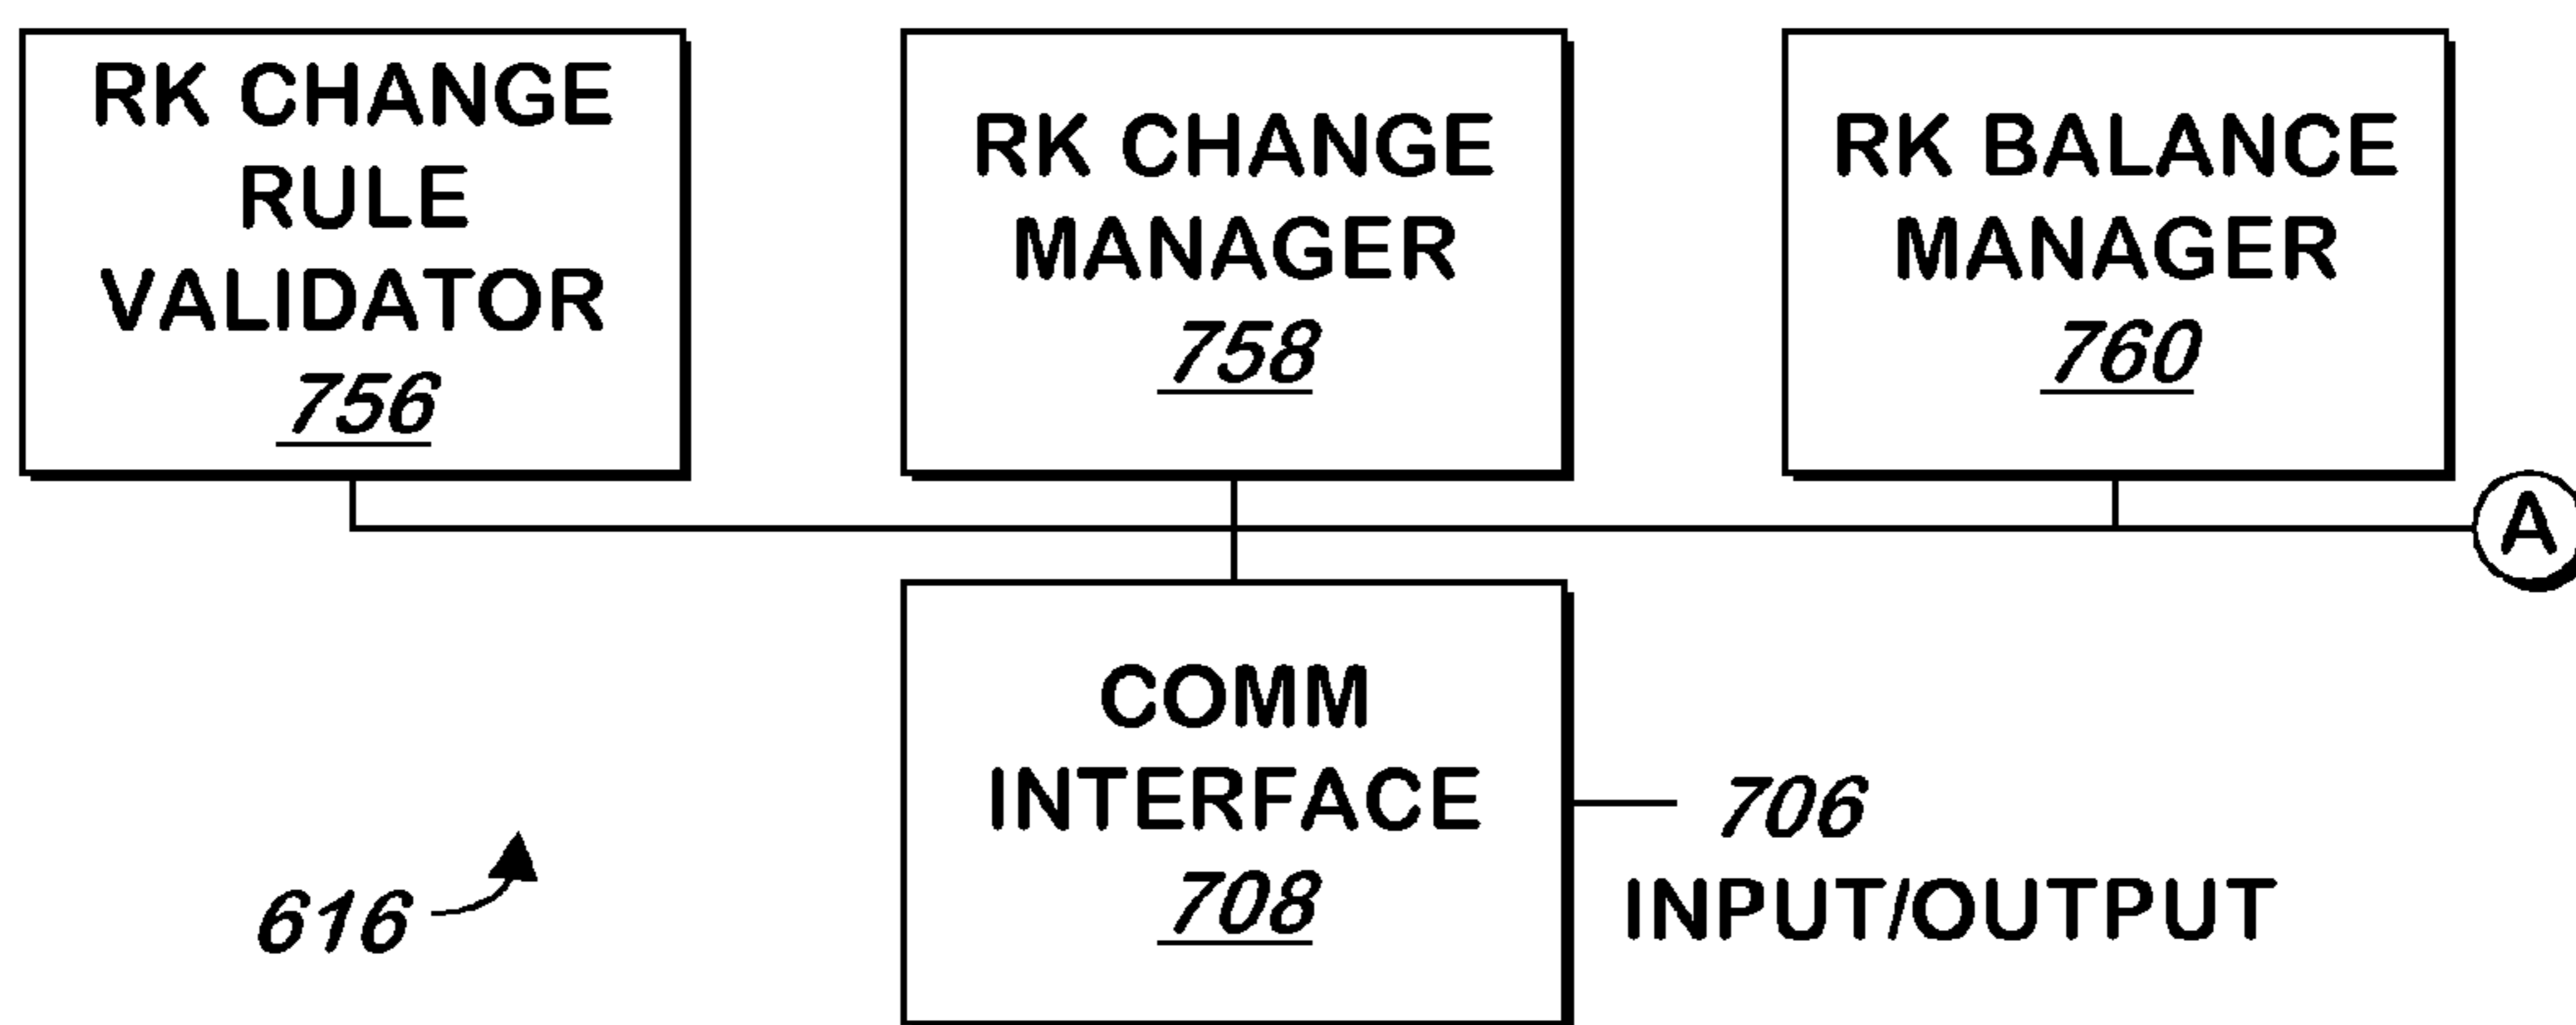 RK CHANGE
RULE
VALIDATOR
756
RK CHANGE
MANAGER
758
RK BALANCE
MANAGER
760
A
COMM
INTERFACE
708
706
INPUT/OUTPUT
616